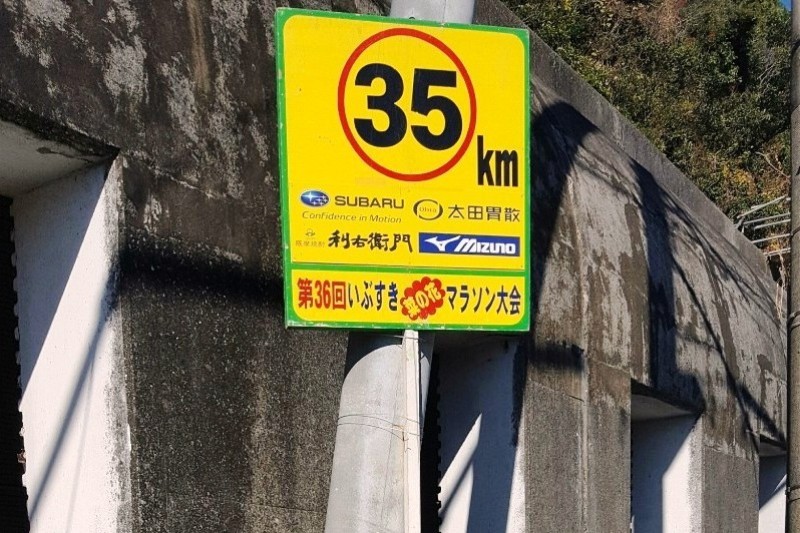 35
km
SUBARU
Confidence in Motion
太田胃散
利右衛門
MIZUNO
第36回いぶすき菜の花マラソン大会